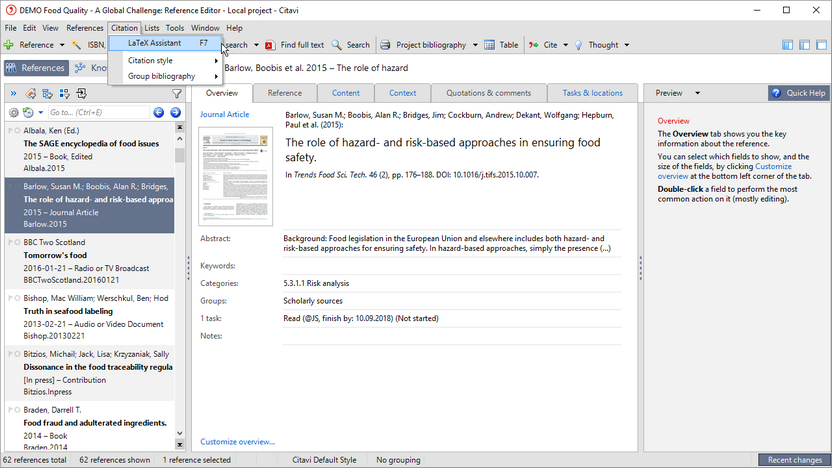 DEMO Food Quality - A Global Challenge: Reference Editor - Local project - Citavi
File Edit View References Citation Lists Tools Window Help
Reference ISBN, search Find full text Search Project bibliography Table Cite Thought
LaTeX Assistant F7
Citation style
Group bibliography
References Kno Barlow, Boobis et al. 2015 – The role of hazard
Overview Reference Content Context Quotations & comments Tasks & locations Preview Quick Help
Go to... (Ctrl+E)
Albala, Ken (Ed.)
The SAGE encyclopedia of food issues
2015 – Book, Edited
Albala.2015
Barlow, Susan M.; Boobis, Alan R.; Bridges,
The role of hazard- and risk-based approa
2015 – Journal Article
Barlow.2015
BBC Two Scotland
Tomorrow's food
2016-01-21 – Radio or TV Broadcast
BBCTwoScotland.20160121
Bishop, Mac William; Werschkul, Ben; Hod
Truth in seafood labeling
2013-02-21 – Audio or Video Document
Bishop.20130221
Bitzios, Michail; Jack, Lisa; Krzyzaniak, Sally
Dissonance in the food traceability regula
[In press] – Contribution
Bitzios.Inpress
Braden, Darrell T.
Food fraud and adulterated ingredients.
2014 – Book
Braden.2014
Journal Article
Barlow, Susan M.; Boobis, Alan R.; Bridges, Jim; Cockburn, Andrew; Dekant, Wolfgang; Hepburn,
Paul et al. (2015):
The role of hazard- and risk-based approaches in ensuring food
safety.
In Trends Food Sci. Tech. 46 (2), pp. 176–188. DOI: 10.1016/j.tifs.2015.10.007.
Abstract: Background: Food legislation in the European Union and elsewhere includes both hazard- and
risk-based approaches for ensuring safety. In hazard-based approaches, simply the presence (...)
Keywords:
Categories: 5.3.1.1 Risk analysis
Groups: Scholarly sources
1 task: Read (@JS, finish by: 10.09.2018) (Not started)
Notes:
Customize overview...
Overview
The Overview tab shows you the key
information about the reference.
You can select which fields to show, and the
size of the fields, by clicking Customize
overview at the bottom left corner of the tab.
Double-click a field to perform the most
common action on it (mostly editing).
62 references total 62 references shown 1 reference selected Citavi Default Style No grouping Recent changes